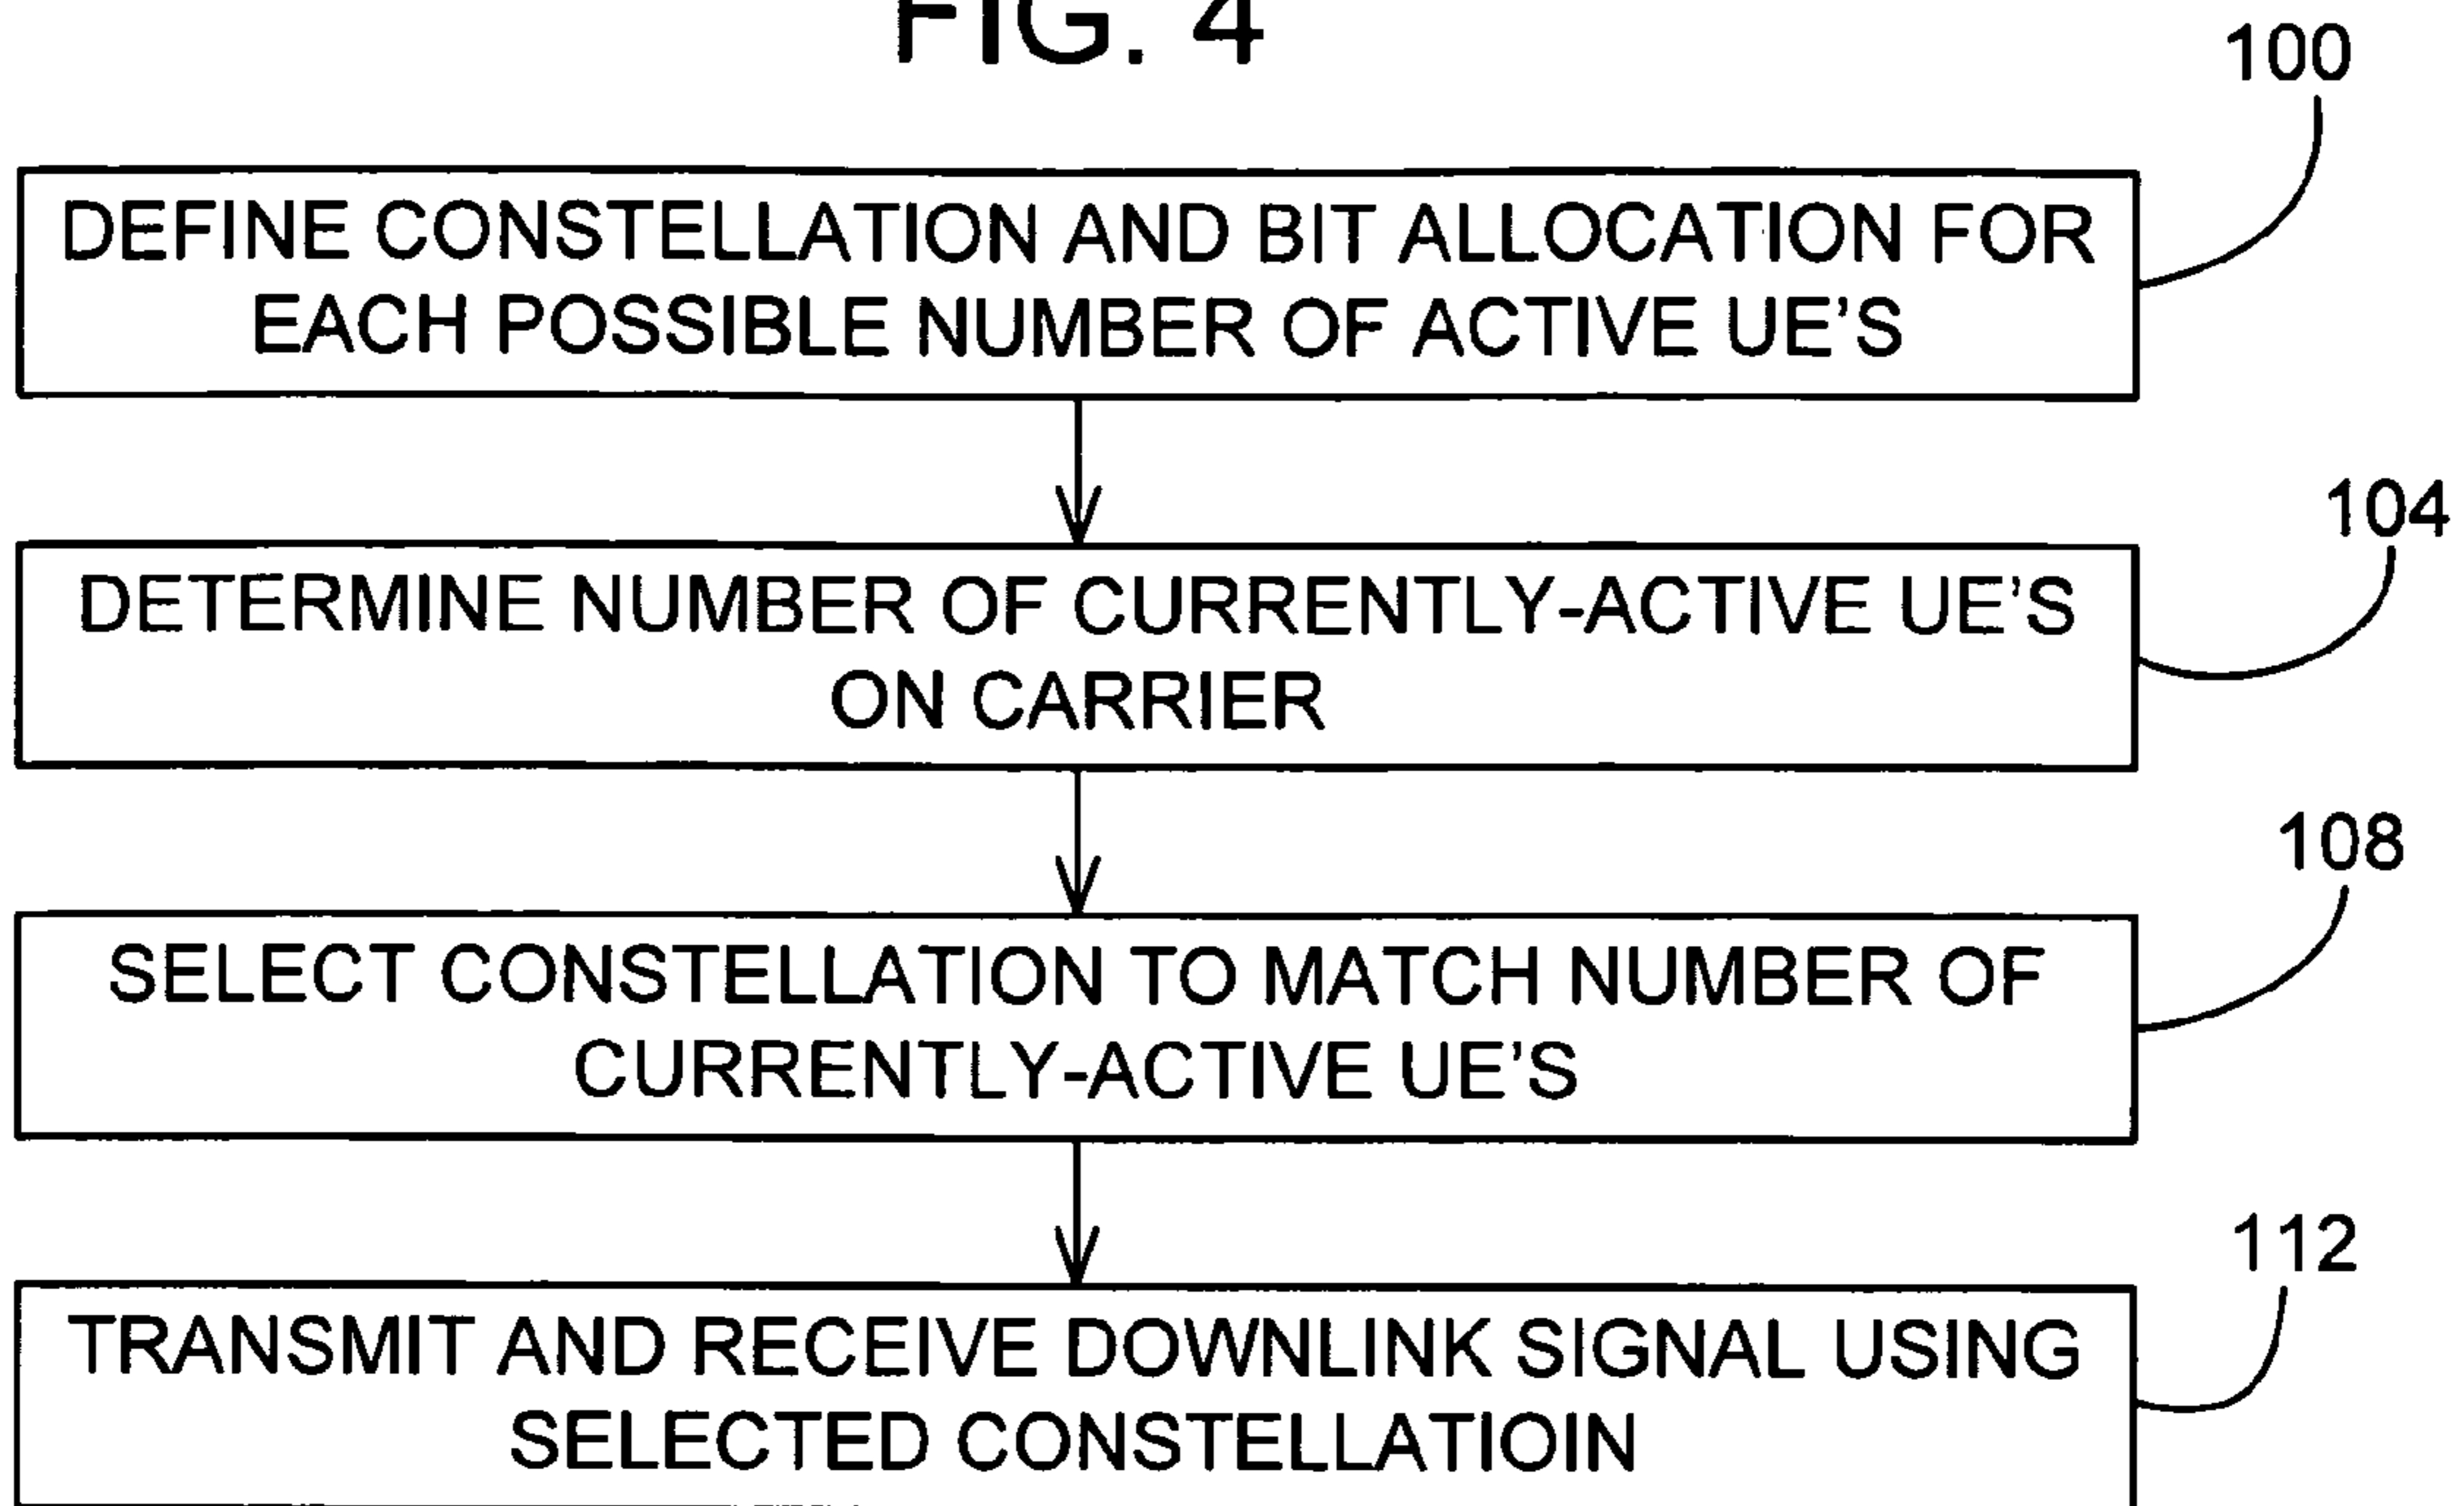 FIG. 4
100
DEFINE CONSTELLATION AND BIT ALLOCATION FOR
EACH POSSIBLE NUMBER OF ACTIVE UE'S
104
DETERMINE NUMBER OF CURRENTLY-ACTIVE UE'S
ON CARRIER
108
SELECT CONSTELLATION TO MATCH NUMBER OF
CURRENTLY-ACTIVE UE'S
112
TRANSMIT AND RECEIVE DOWNLINK SIGNAL USING
SELECTED CONSTELLATIOIN